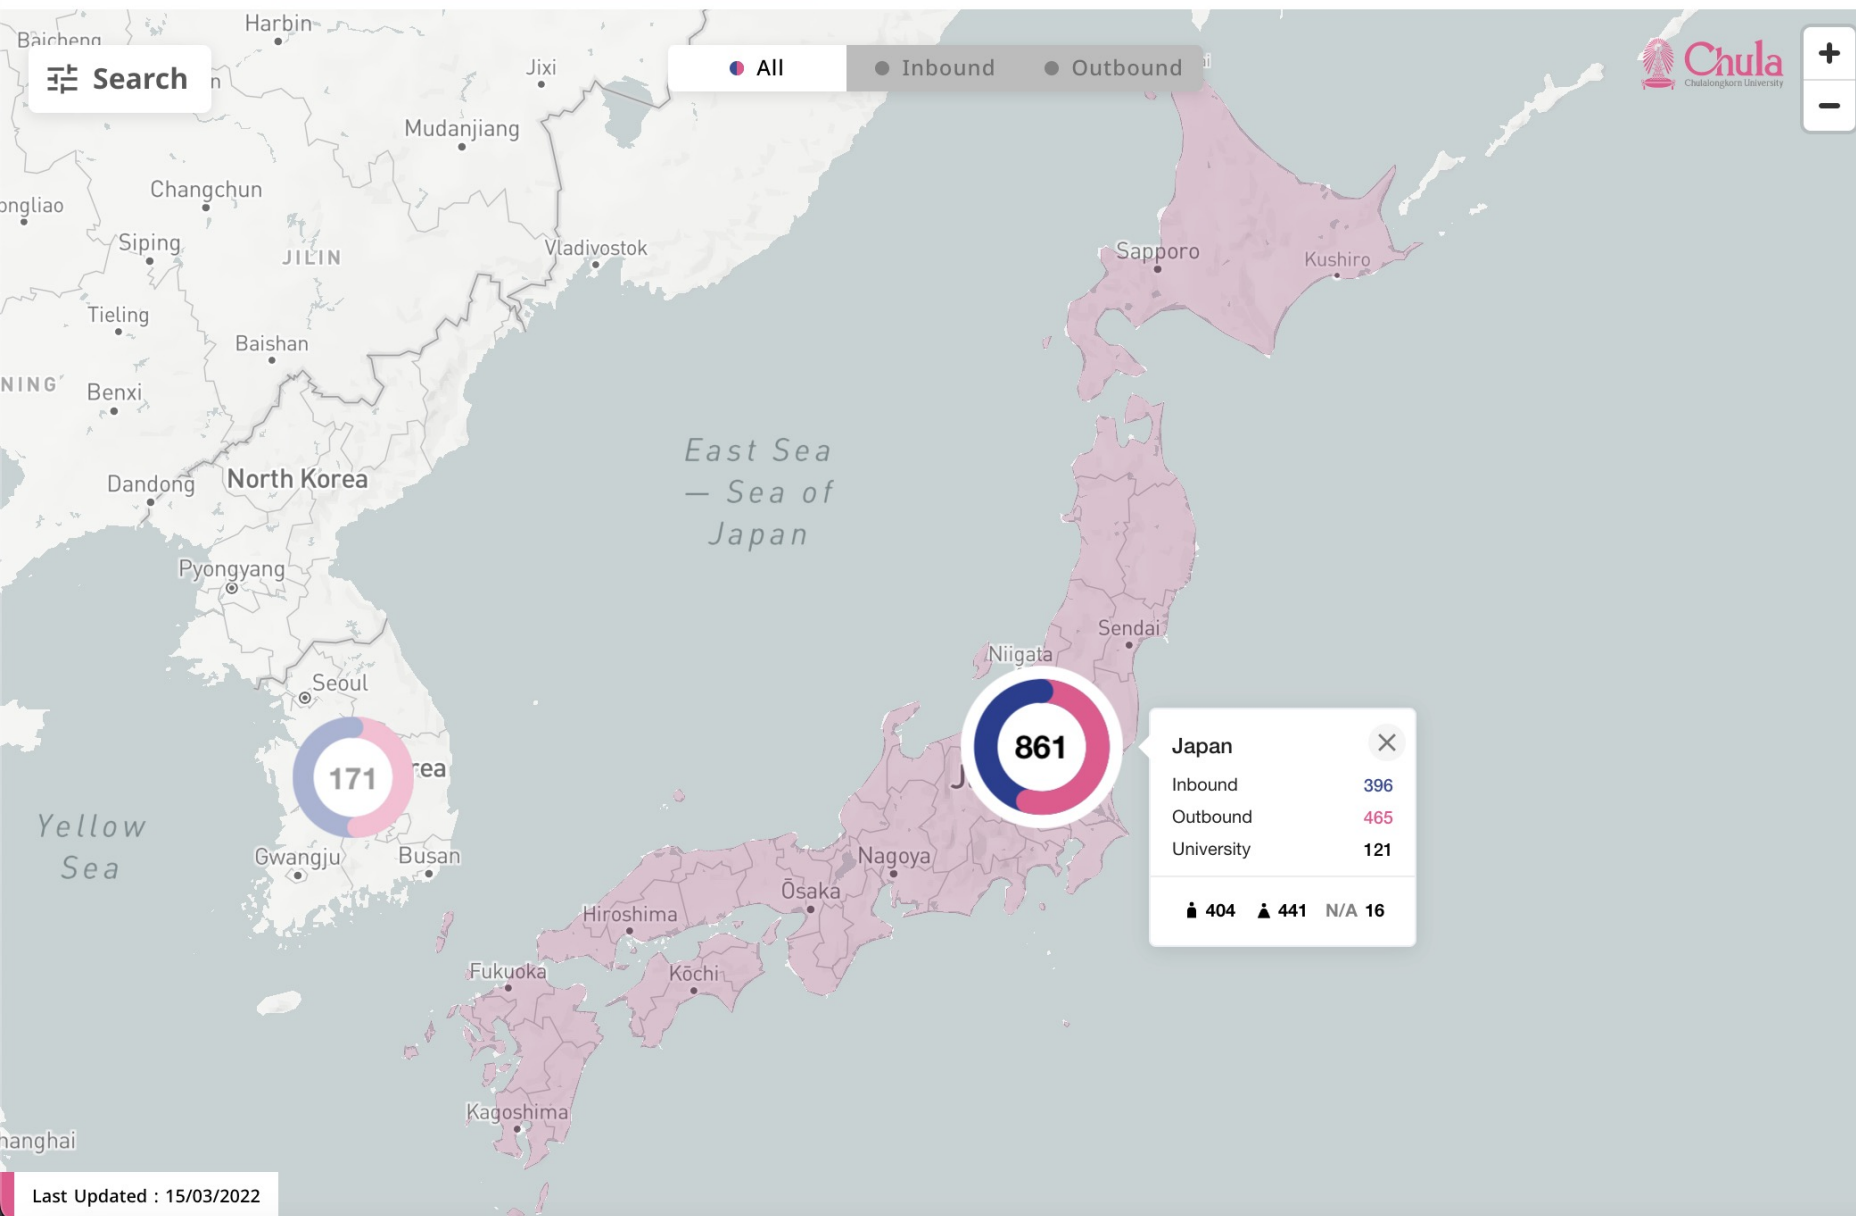 Harbin
Baicheng
Search
n
Jixi
All
Inbound
Outbound
Chula
Chulalongkorn University
+
−
Mudanjiang
Changchun
ongliao
Siping
JILIN
Vladivostok
Sapporo
Kushiro
Tieling
Baishan
NING
Benxi
East Sea
— Sea of
Japan
Dandong
North Korea
Pyongyang
Sendai
Niigata
Seoul
171
rea
861
J
Japan
Inbound 396
Outbound 465
University 121
404 441 N/A 16
Yellow
Sea
Gwangju
Busan
Nagoya
Ōsaka
Hiroshima
Fukuoka
Kōchi
Kagoshima
hanghai
Last Updated : 15/03/2022